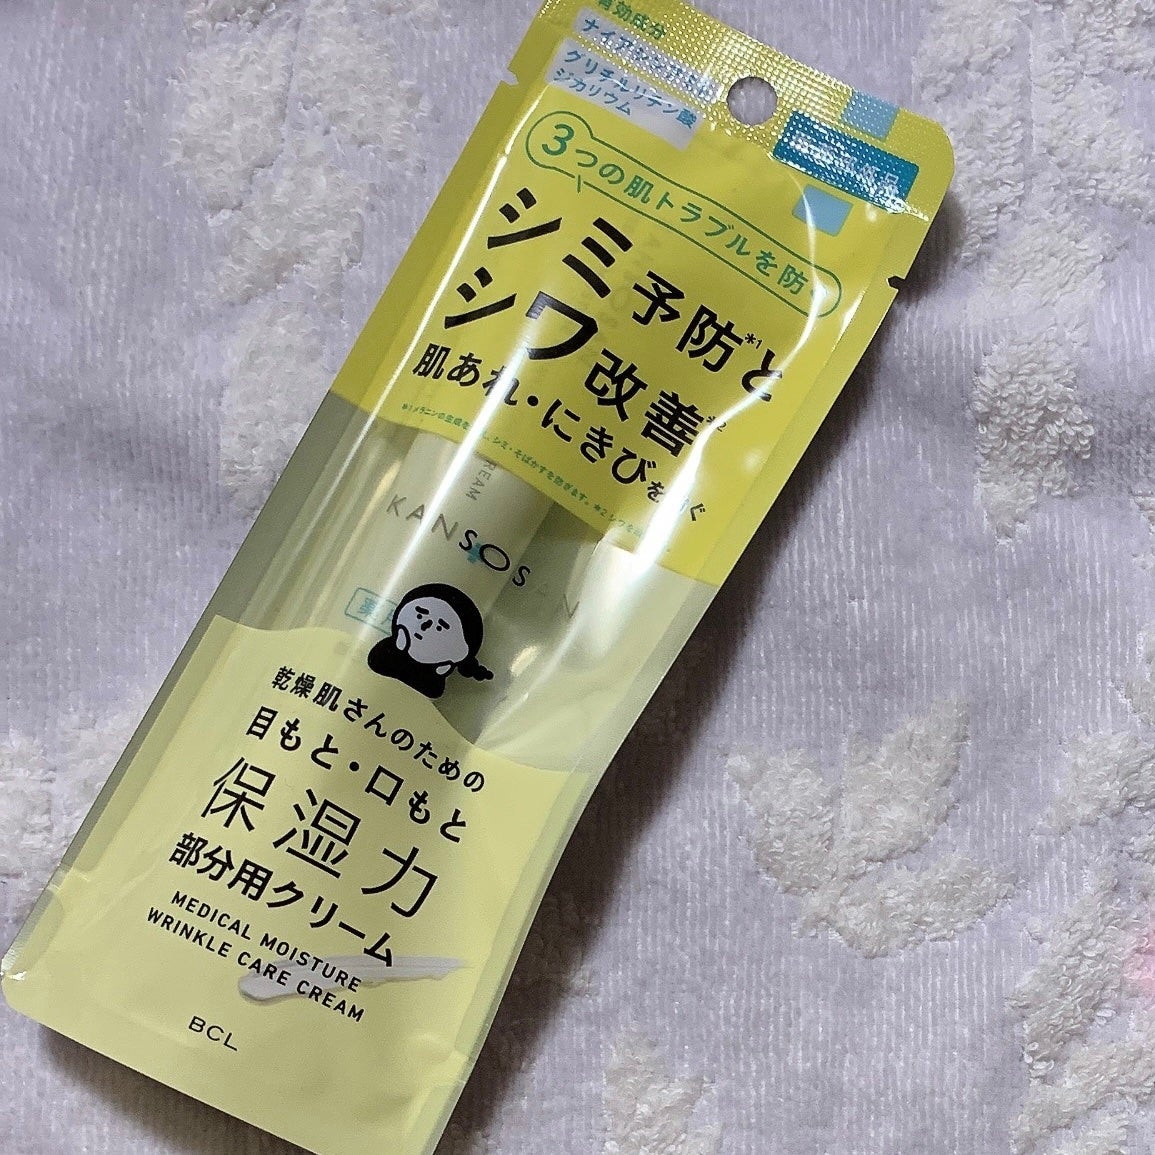 有効成分
ナイアシンアミド
グリチルリチン酸
ジカリウム
3つの肌トラブルを防
シミ予防*1と
シワ改善*2
肌あれ・にきびを防ぐ
CREAM
KANSOSAN
乾燥肌さんのための
目もと・口もと
保湿力
部分用クリーム
MEDICAL MOISTURE
WRINKLE CARE CREAM
BCL